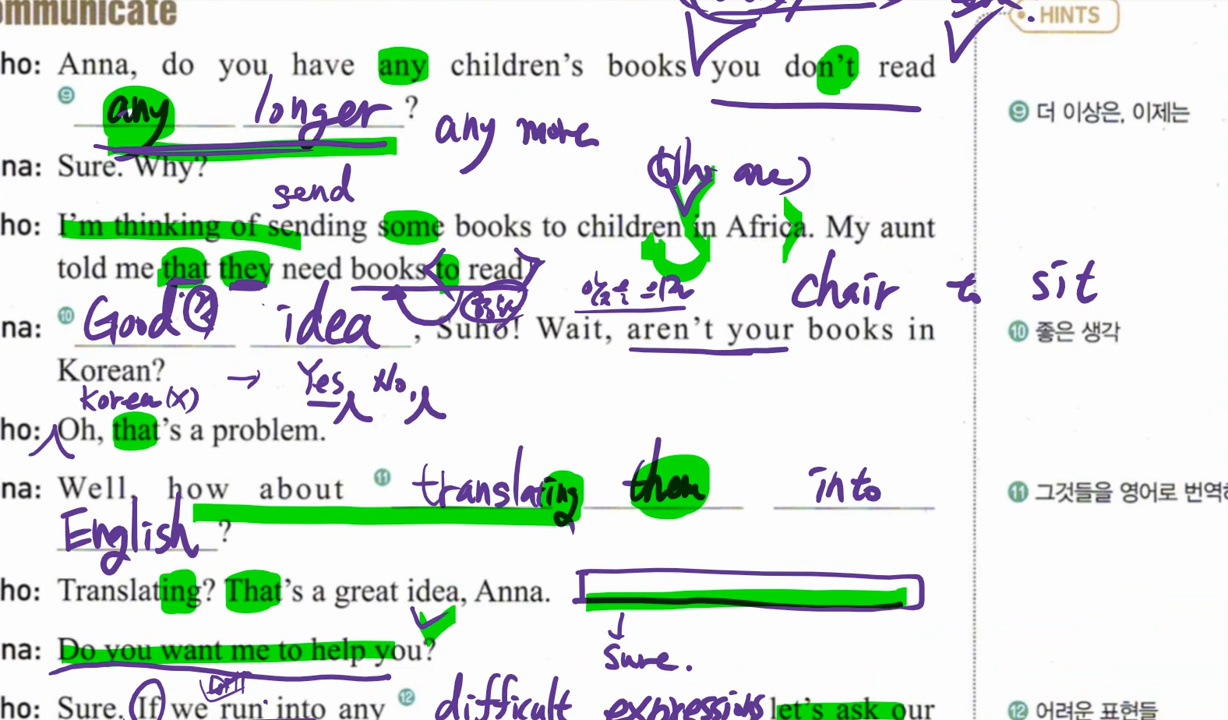 ommunicate
HINTS
ho: Anna, do you have any children's books you don't read
⑨ any longer ? any more
⑨ 더 이상은, 이제는
na: Sure. Why?
send
(who are)
ho: I'm thinking of sending some books to children in Africa. My aunt
told me that they need books to read
chair to sit
na: ⑩ Good idea, Suho! Wait, aren't your books in
⑩ 좋은 생각
Korean? → Yes, No,
Korea (X)
ho: Oh, that's a problem.
na: Well, how about ⑪ translating them into
⑪ 그것들을 영어로 번역
English ?
ho: Translating? That's a great idea, Anna.
na: Do you want me to help you?
Sure.
ho: Sure. If we run into any ⑫ difficult expressions let's ask our
⑫ 어려운 표현들